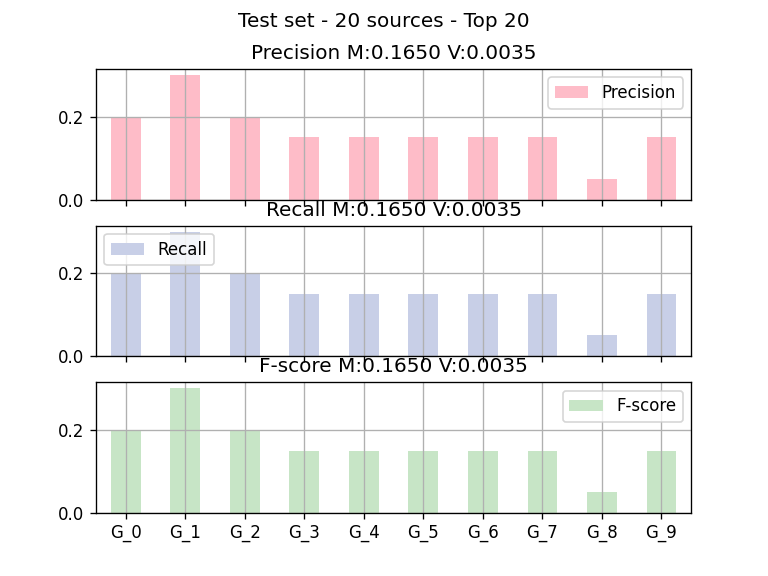 Test set - 20 sources - Top 20
Precision M:0.1650 V:0.0035
Precision
0.2
0.0
Recall M:0.1650 V:0.0035
Recall
0.2
0.0
F-score M:0.1650 V:0.0035
F-score
0.2
0.0
G_0 G_1 G_2 G_3 G_4 G_5 G_6 G_7 G_8 G_9